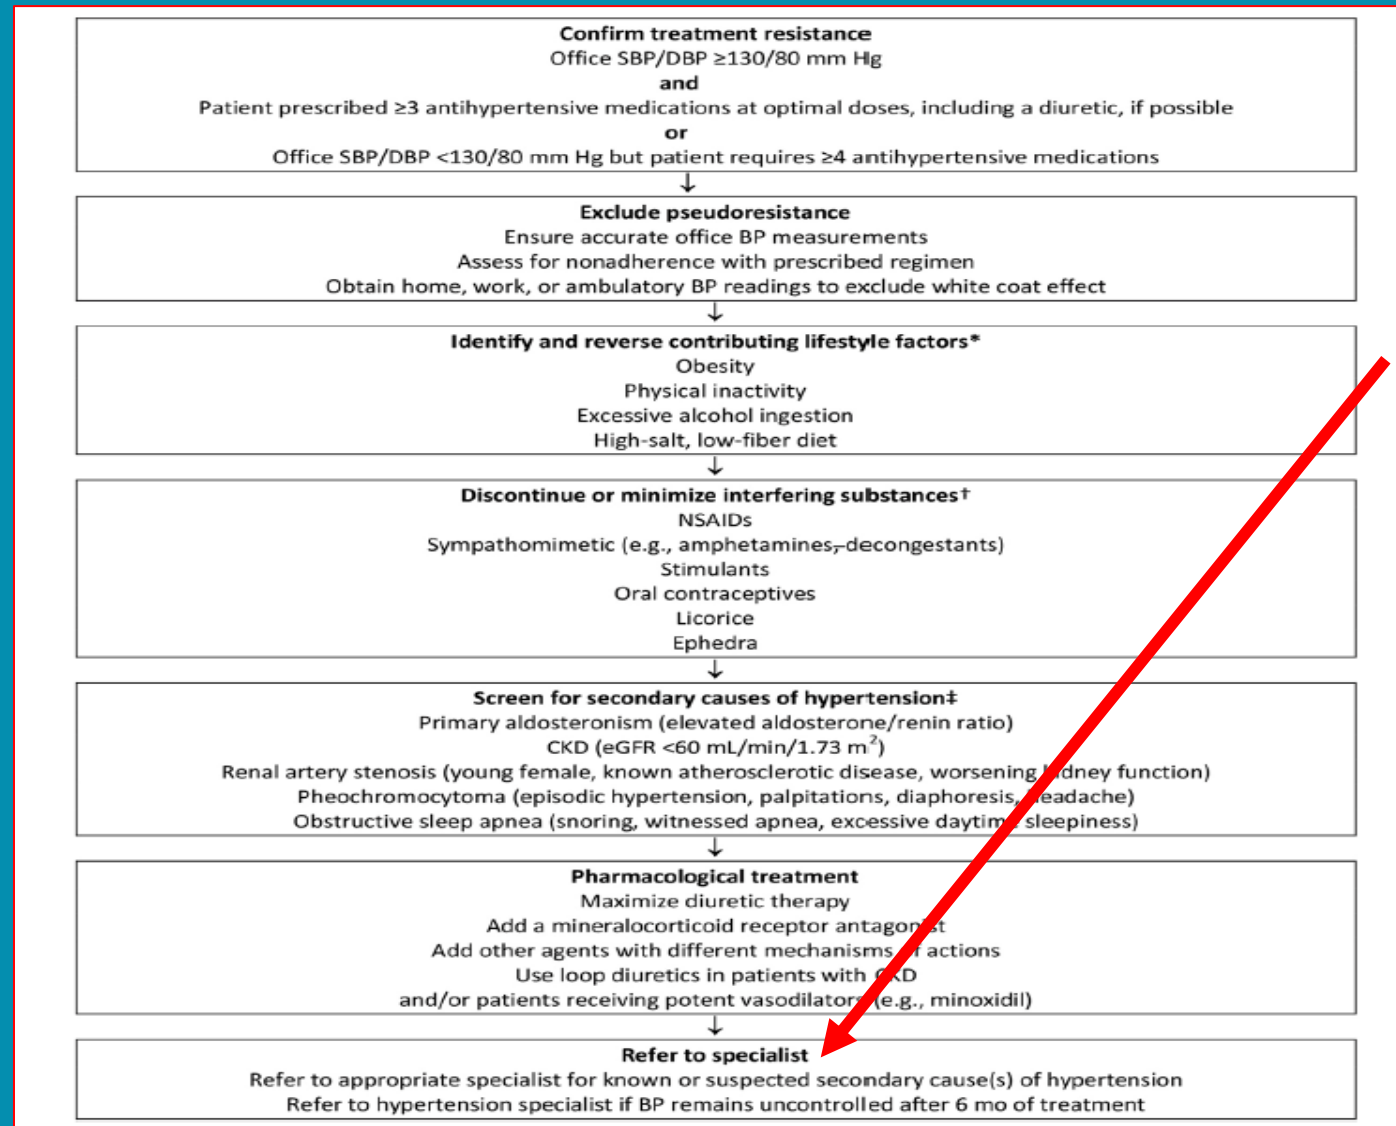 Confirm treatment resistance
Office SBP/DBP ≥130/80 mm Hg
and
Patient prescribed ≥3 antihypertensive medications at optimal doses, including a diuretic, if possible
or
Office SBP/DBP <130/80 mm Hg but patient requires ≥4 antihypertensive medications
↓
Exclude pseudoresistance
Ensure accurate office BP measurements
Assess for nonadherence with prescribed regimen
Obtain home, work, or ambulatory BP readings to exclude white coat effect
↓
Identify and reverse contributing lifestyle factors*
Obesity
Physical inactivity
Excessive alcohol ingestion
High-salt, low-fiber diet
↓
Discontinue or minimize interfering substances†
NSAIDs
Sympathomimetic (e.g., amphetamines, decongestants)
Stimulants
Oral contraceptives
Licorice
Ephedra
↓
Screen for secondary causes of hypertension‡
Primary aldosteronism (elevated aldosterone/renin ratio)
CKD (eGFR <60 mL/min/1.73 m²)
Renal artery stenosis (young female, known atherosclerotic disease, worsening kidney function)
Pheochromocytoma (episodic hypertension, palpitations, diaphoresis, headache)
Obstructive sleep apnea (snoring, witnessed apnea, excessive daytime sleepiness)
↓
Pharmacological treatment
Maximize diuretic therapy
Add a mineralocorticoid receptor antagonist
Add other agents with different mechanisms of actions
Use loop diuretics in patients with CKD
and/or patients receiving potent vasodilators (e.g., minoxidil)
↓
Refer to specialist
Refer to appropriate specialist for known or suspected secondary cause(s) of hypertension
Refer to hypertension specialist if BP remains uncontrolled after 6 mo of treatment